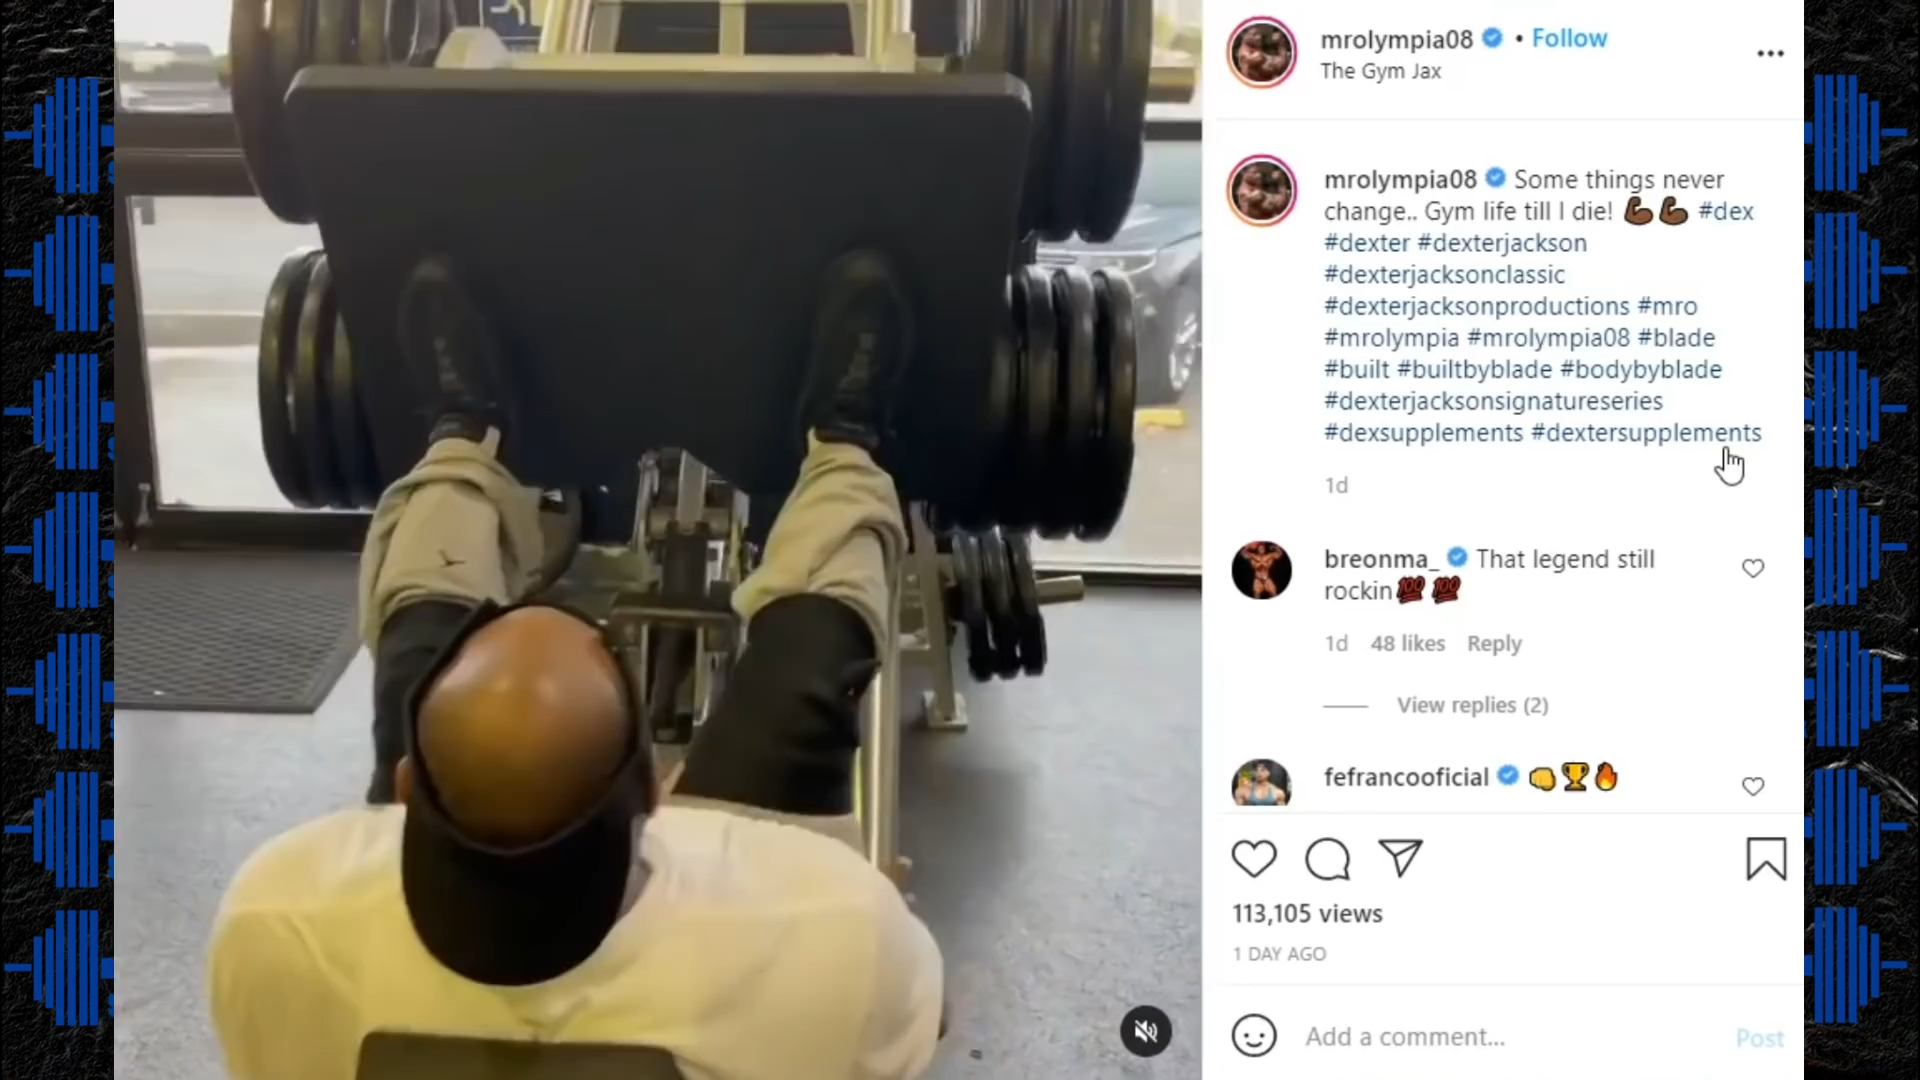 mrolympia08 • Follow
The Gym Jax
mrolympia08 Some things never
change.. Gym life till I die! 💪🏿💪🏿 #dex
#dexter #dexterjackson
#dexterjacksonclassic
#dexterjacksonproductions #mro
#mrolympia #mrolympia08 #blade
#built #builtbyblade #bodybyblade
#dexterjacksonsignatureseries
#dexsupplements #dextersupplements
1d
breonma_ That legend still
rockin💯 💯
1d 48 likes Reply
View replies (2)
fefrancooficial 👊🏆🔥
113,105 views
1 DAY AGO
Add a comment...
Post